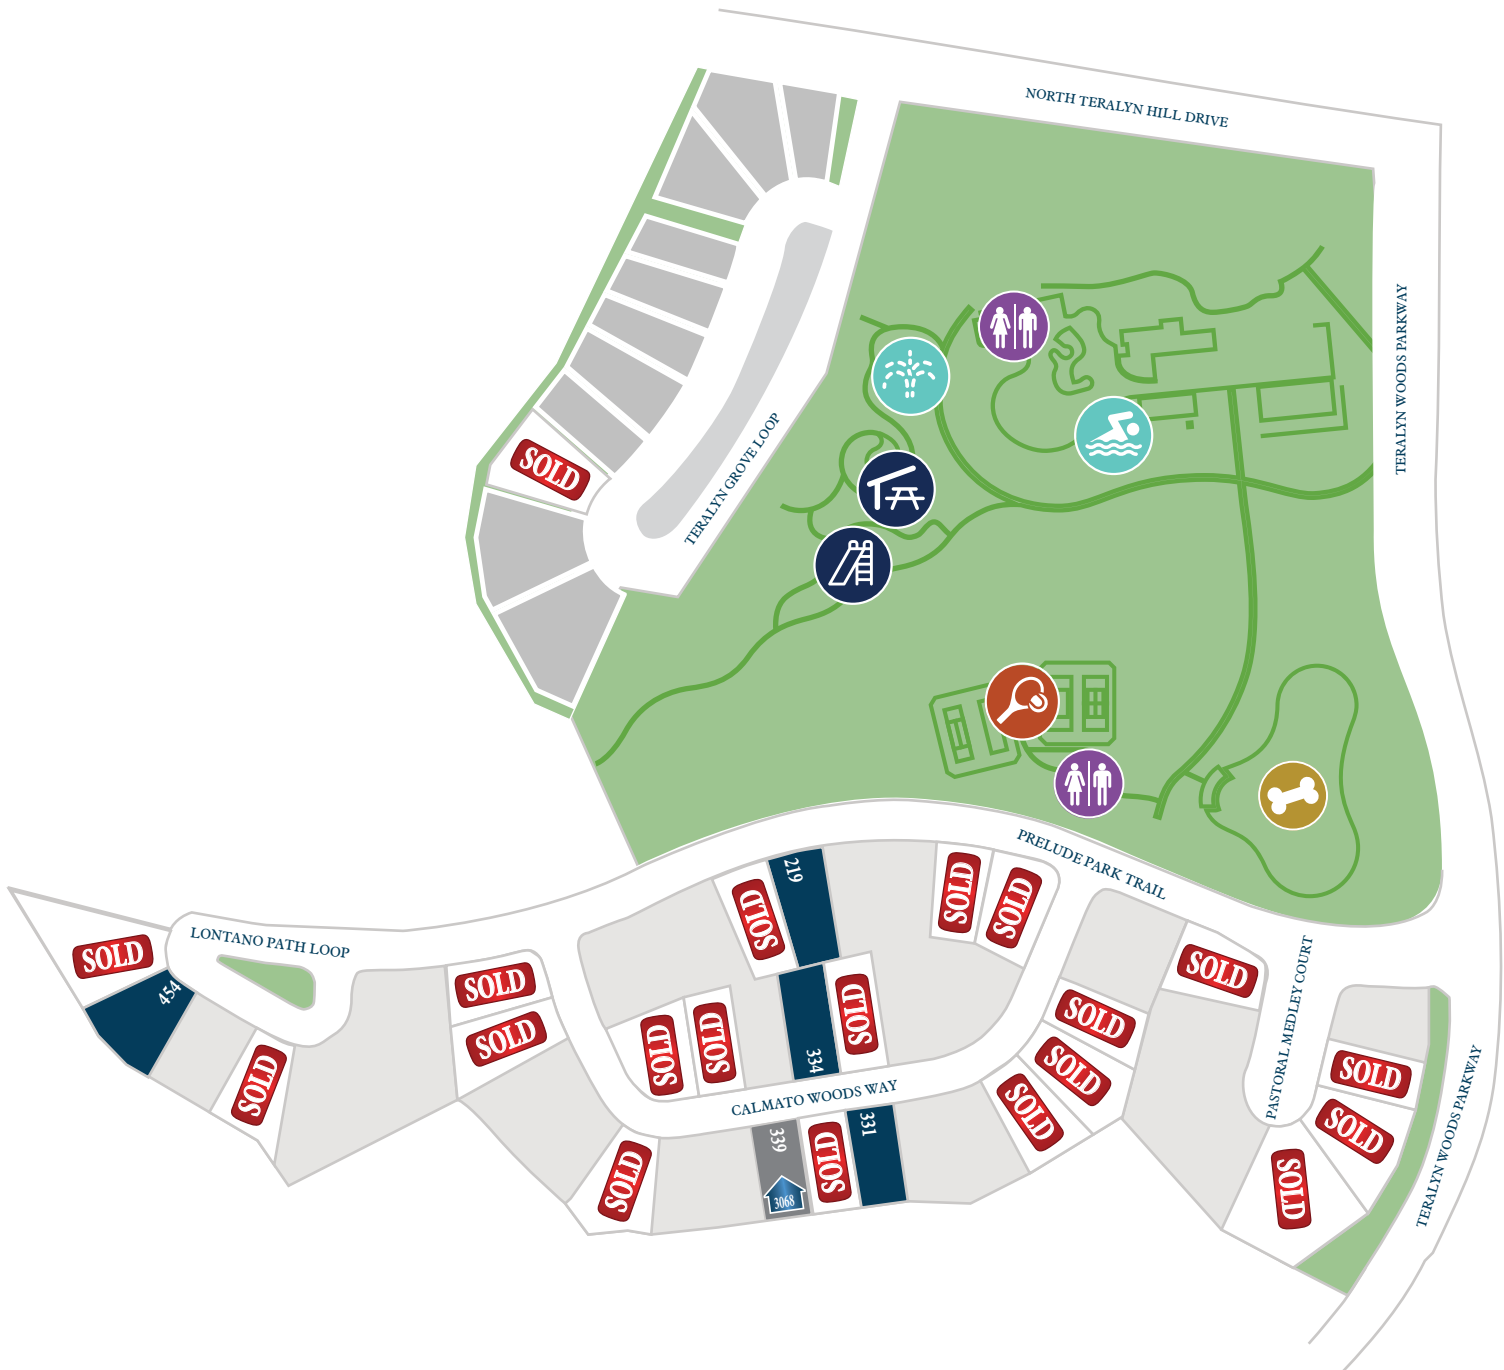 NORTH TERALYN HILL DRIVE
TERALYN WOODS PARKWAY
SOLD
TERALYN GROVE LOOP
PRELUDE PARK TRAIL
219
SOLD
SOLD
SOLD
LONTANO PATH LOOP
SOLD
454
SOLD
SOLD
SOLD
SOLD
SOLD
SOLD
334
SOLD
SOLD
SOLD
SOLD
SOLD
CALMATO WOODS WAY
SOLD
339
3068
SOLD
331
PASTORAL MEDLEY COURT
SOLD
SOLD
SOLD
TERALYN WOODS PARKWAY